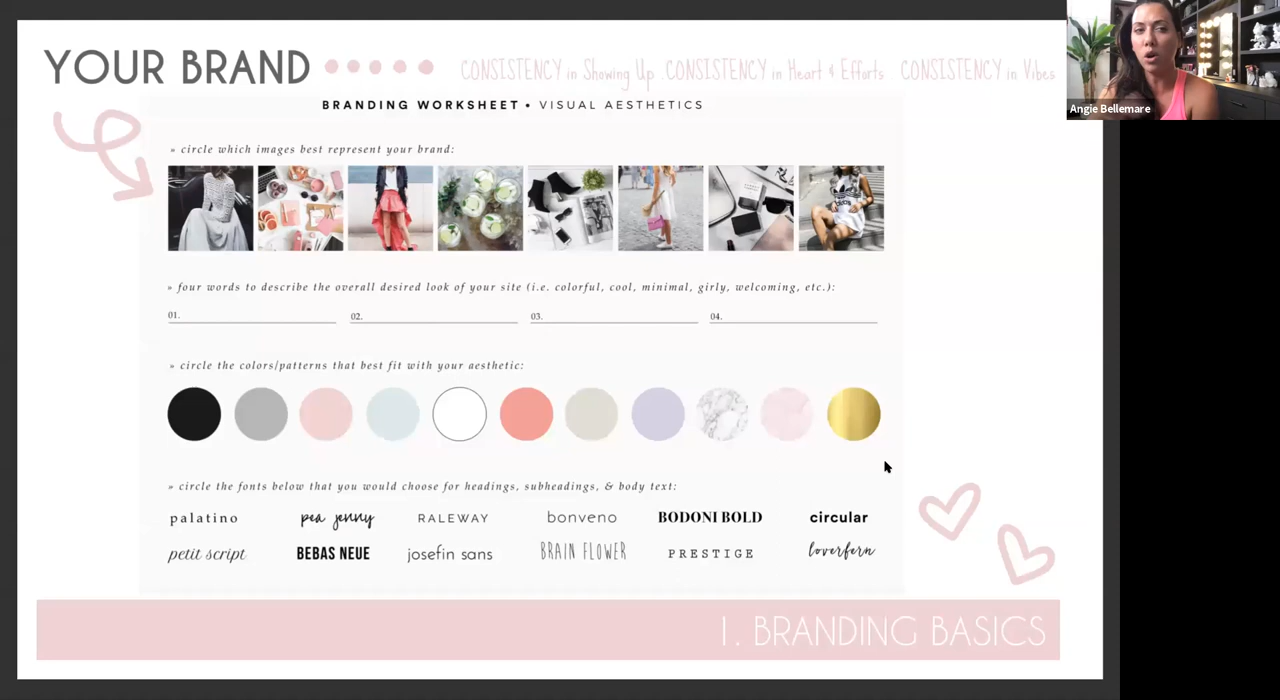 YOUR BRAND
CONSISTENCY in Showing Up CONSISTENCY in Heart & Efforts CONSISTENCY in Vibes
Angie Bellemare
BRANDING WORKSHEET • VISUAL AESTHETICS
» circle which images best represent your brand:
» four words to describe the overall desired look of your site (i.e. colorful, cool, minimal, girly, welcoming, etc.):
01. 02. 03. 04.
» circle the colors/patterns that best fit with your aesthetic:
» circle the fonts below that you would choose for headings, subheadings, & body text:
palatino pea jenny RALEWAY bonveno BODONI BOLD circular
petit script BEBAS NEUE josefin sans BRAIN FLOWER PRESTIGE loverfern
1. BRANDING BASICS